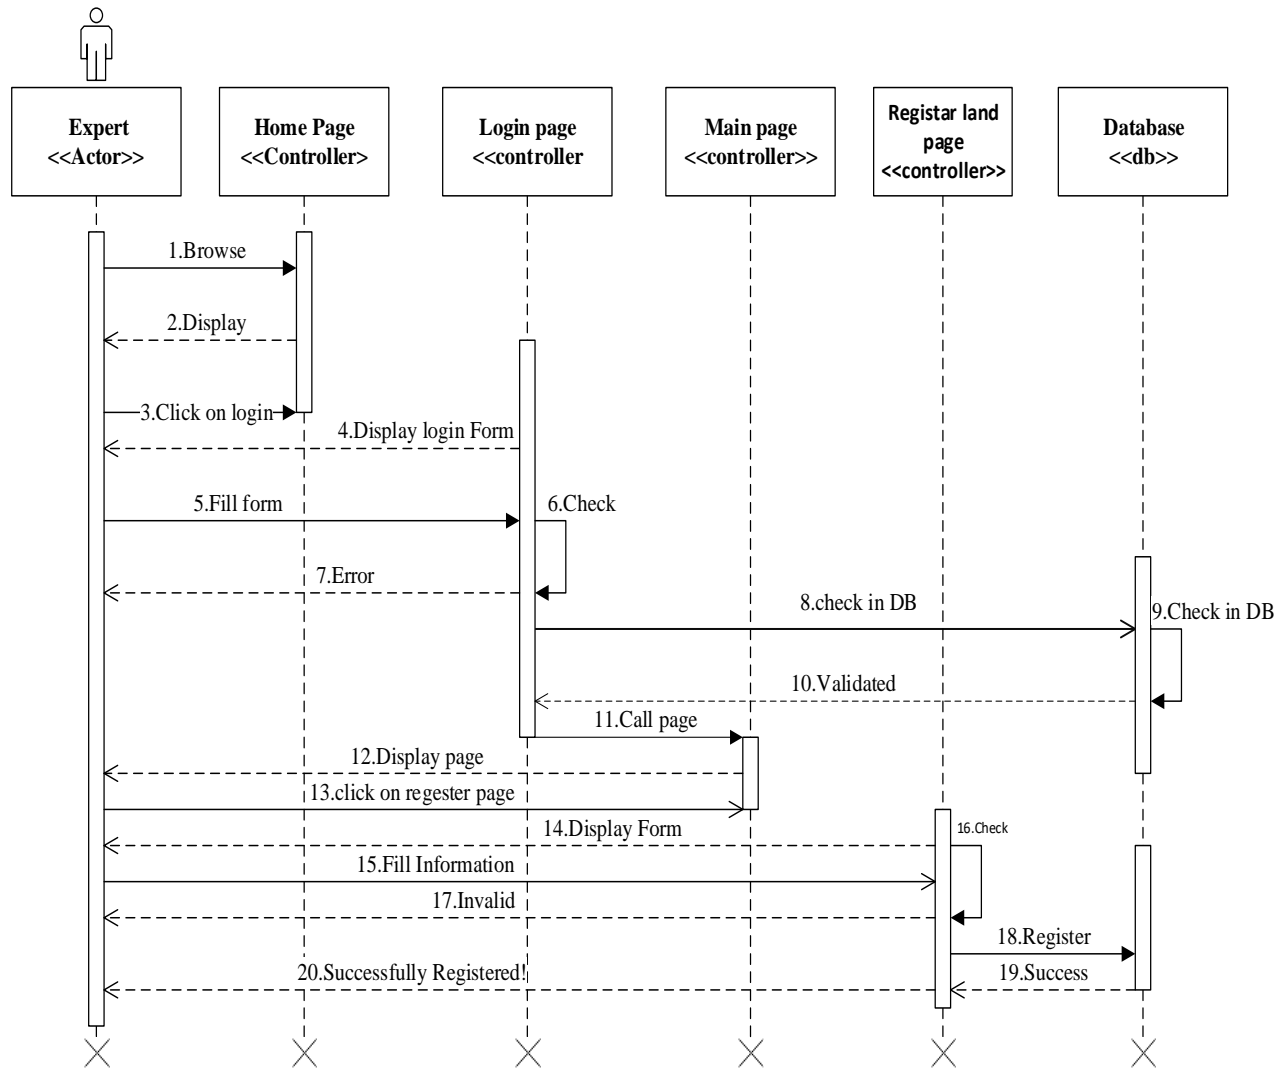 Expert
<<Actor>>
Home Page
<<Controller>
Login page
<<controller
Main page
<<controller>>
Registar land
page
<<controller>>
Database
<<db>>
1.Browse
2.Display
3.Click on login
4.Display login Form
5.Fill form
6.Check
7.Error
8.check in DB
9.Check in DB
10.Validated
11.Call page
12.Display page
13.click on regester page
14.Display Form
16.Check
15.Fill Information
17.Invalid
18.Register
20.Successfully Registered!
19.Success